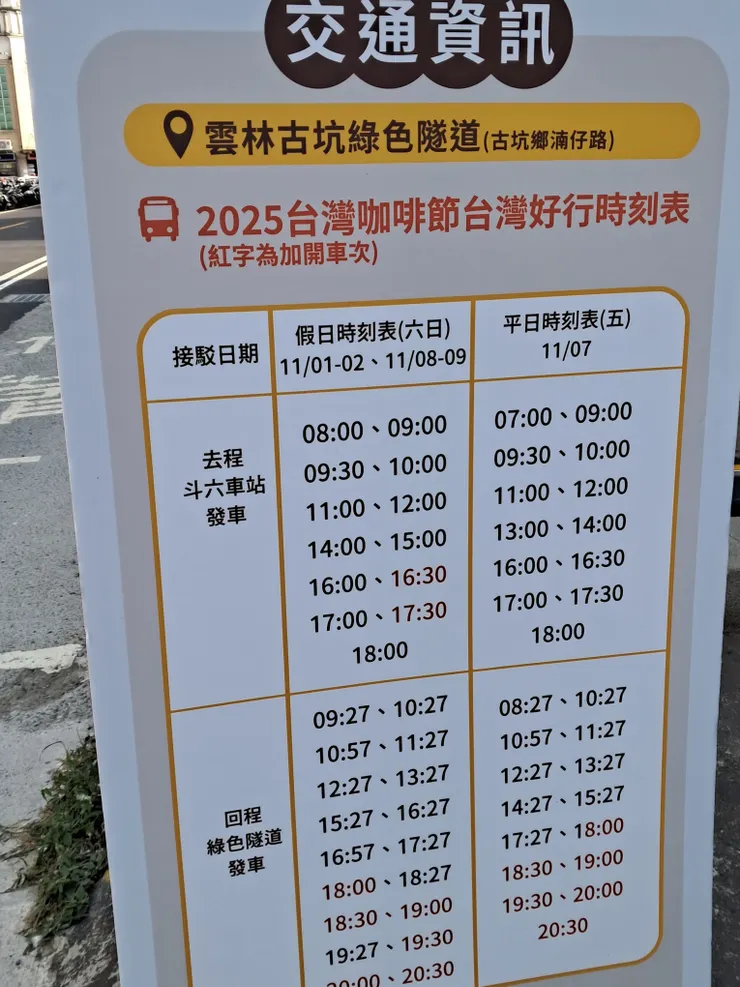 交通資訊
雲林古坑綠色隧道(古坑鄉湳仔路)
2025台灣咖啡節台灣好行時刻表
(紅字為加開車次)
接駁日期
假日時刻表(六日)
11/01-02、11/08-09
平日時刻表(五)
11/07
去程
斗六車站
發車
08:00、09:00
09:30、10:00
11:00、12:00
14:00、15:00
16:00、16:30
17:00、17:30
18:00
07:00、09:00
09:30、10:00
11:00、12:00
13:00、14:00
16:00、16:30
17:00、17:30
18:00
回程
綠色隧道
發車
09:27、10:27
10:57、11:27
12:27、13:27
15:27、16:27
16:57、17:27
18:00、18:27
18:30、19:00
19:27、19:30
20:00、20:30
08:27、10:27
10:57、11:27
12:27、13:27
14:27、15:27
17:27、18:00
18:30、19:00
19:30、20:00
20:30